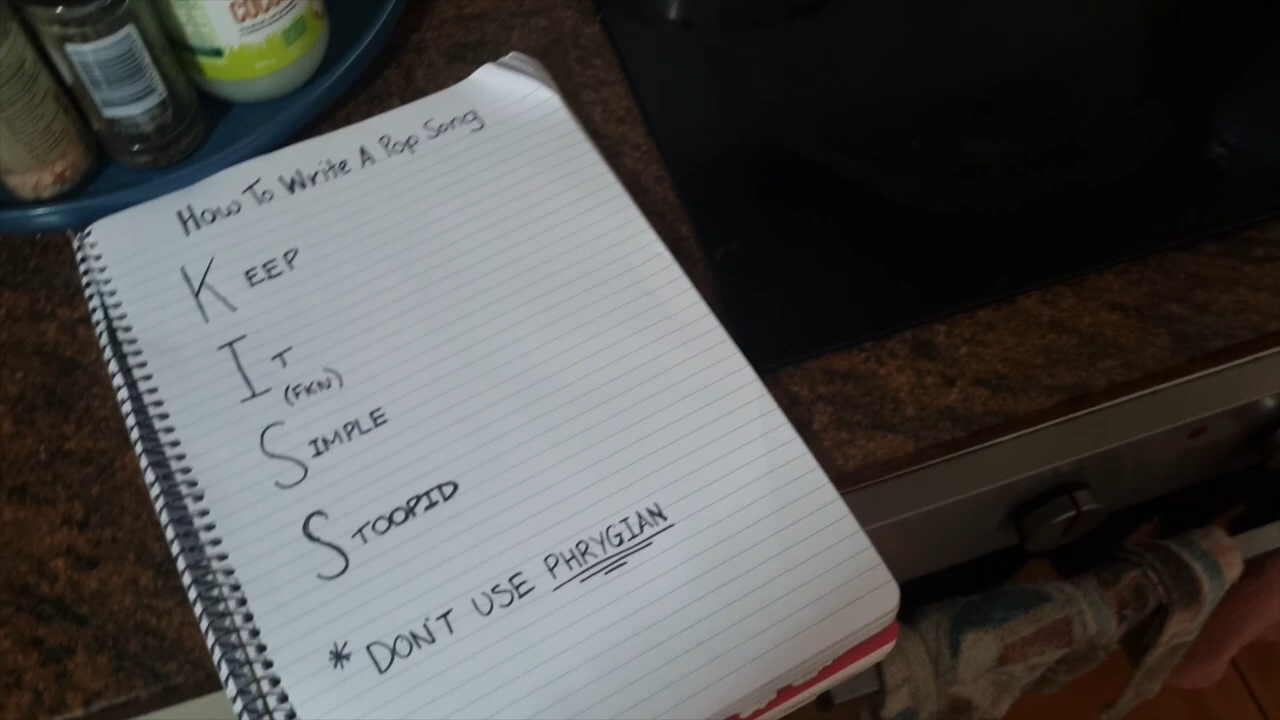 How To Write A Pop Song
KEEP
IT
(FKN)
SIMPLE
STOOPID
* DON'T USE PHRYGIAN